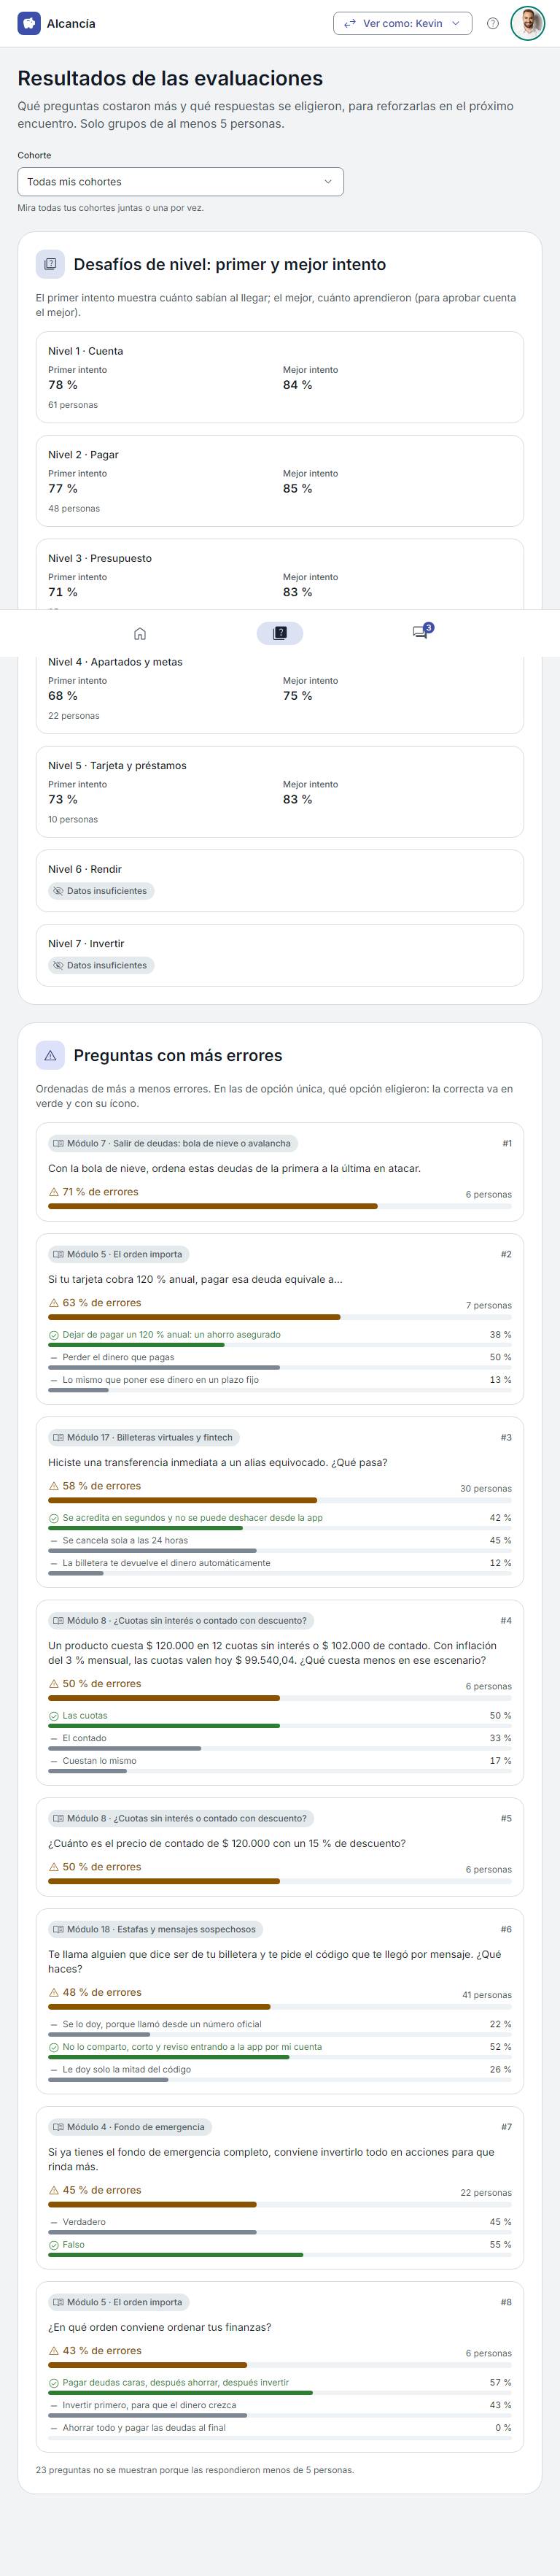 Alcancía
Ver como: Kevin
Resultados de las evaluaciones
Qué preguntas costaron más y qué respuestas se eligieron, para reforzarlas en el próximo
encuentro. Solo grupos de al menos 5 personas.
Cohorte
Todas mis cohortes
Mira todas tus cohortes juntas o una por vez.
Desafíos de nivel: primer y mejor intento
El primer intento muestra cuánto sabían al llegar; el mejor, cuánto aprendieron (para aprobar cuenta
el mejor).
Nivel 1 · Cuenta
Primer intento Mejor intento
78 % 84 %
61 personas
Nivel 2 · Pagar
Primer intento Mejor intento
77 % 85 %
48 personas
Nivel 3 · Presupuesto
Primer intento Mejor intento
71 % 83 %
3
Nivel 4 · Apartados y metas
Primer intento Mejor intento
68 % 75 %
22 personas
Nivel 5 · Tarjeta y préstamos
Primer intento Mejor intento
73 % 83 %
10 personas
Nivel 6 · Rendir
Datos insuficientes
Nivel 7 · Invertir
Datos insuficientes
Preguntas con más errores
Ordenadas de más a menos errores. En las de opción única, qué opción eligieron: la correcta va en
verde y con su ícono.
Módulo 7 · Salir de deudas: bola de nieve o avalancha #1
Con la bola de nieve, ordena estas deudas de la primera a la última en atacar.
71 % de errores 6 personas
Módulo 5 · El orden importa #2
Si tu tarjeta cobra 120 % anual, pagar esa deuda equivale a…
63 % de errores 7 personas
Dejar de pagar un 120 % anual: un ahorro asegurado 38 %
— Perder el dinero que pagas 50 %
— Lo mismo que poner ese dinero en un plazo fijo 13 %
Módulo 17 · Billeteras virtuales y fintech #3
Hiciste una transferencia inmediata a un alias equivocado. ¿Qué pasa?
58 % de errores 30 personas
Se acredita en segundos y no se puede deshacer desde la app 42 %
— Se cancela sola a las 24 horas 45 %
— La billetera te devuelve el dinero automáticamente 12 %
Módulo 8 · ¿Cuotas sin interés o contado con descuento? #4
Un producto cuesta $ 120.000 en 12 cuotas sin interés o $ 102.000 de contado. Con inflación
del 3 % mensual, las cuotas valen hoy $ 99.540,04. ¿Qué cuesta menos en ese escenario?
50 % de errores 6 personas
Las cuotas 50 %
— El contado 33 %
— Cuestan lo mismo 17 %
Módulo 8 · ¿Cuotas sin interés o contado con descuento? #5
¿Cuánto es el precio de contado de $ 120.000 con un 15 % de descuento?
50 % de errores 6 personas
Módulo 18 · Estafas y mensajes sospechosos #6
Te llama alguien que dice ser de tu billetera y te pide el código que te llegó por mensaje. ¿Qué
haces?
48 % de errores 41 personas
— Se lo doy, porque llamó desde un número oficial 22 %
No lo comparto, corto y reviso entrando a la app por mi cuenta 52 %
— Le doy solo la mitad del código 26 %
Módulo 4 · Fondo de emergencia #7
Si ya tienes el fondo de emergencia completo, conviene invertirlo todo en acciones para que
rinda más.
45 % de errores 22 personas
— Verdadero 45 %
Falso 55 %
Módulo 5 · El orden importa #8
¿En qué orden conviene ordenar tus finanzas?
43 % de errores 6 personas
Pagar deudas caras, después ahorrar, después invertir 57 %
— Invertir primero, para que el dinero crezca 43 %
— Ahorrar todo y pagar las deudas al final 0 %
23 preguntas no se muestran porque las respondieron menos de 5 personas.